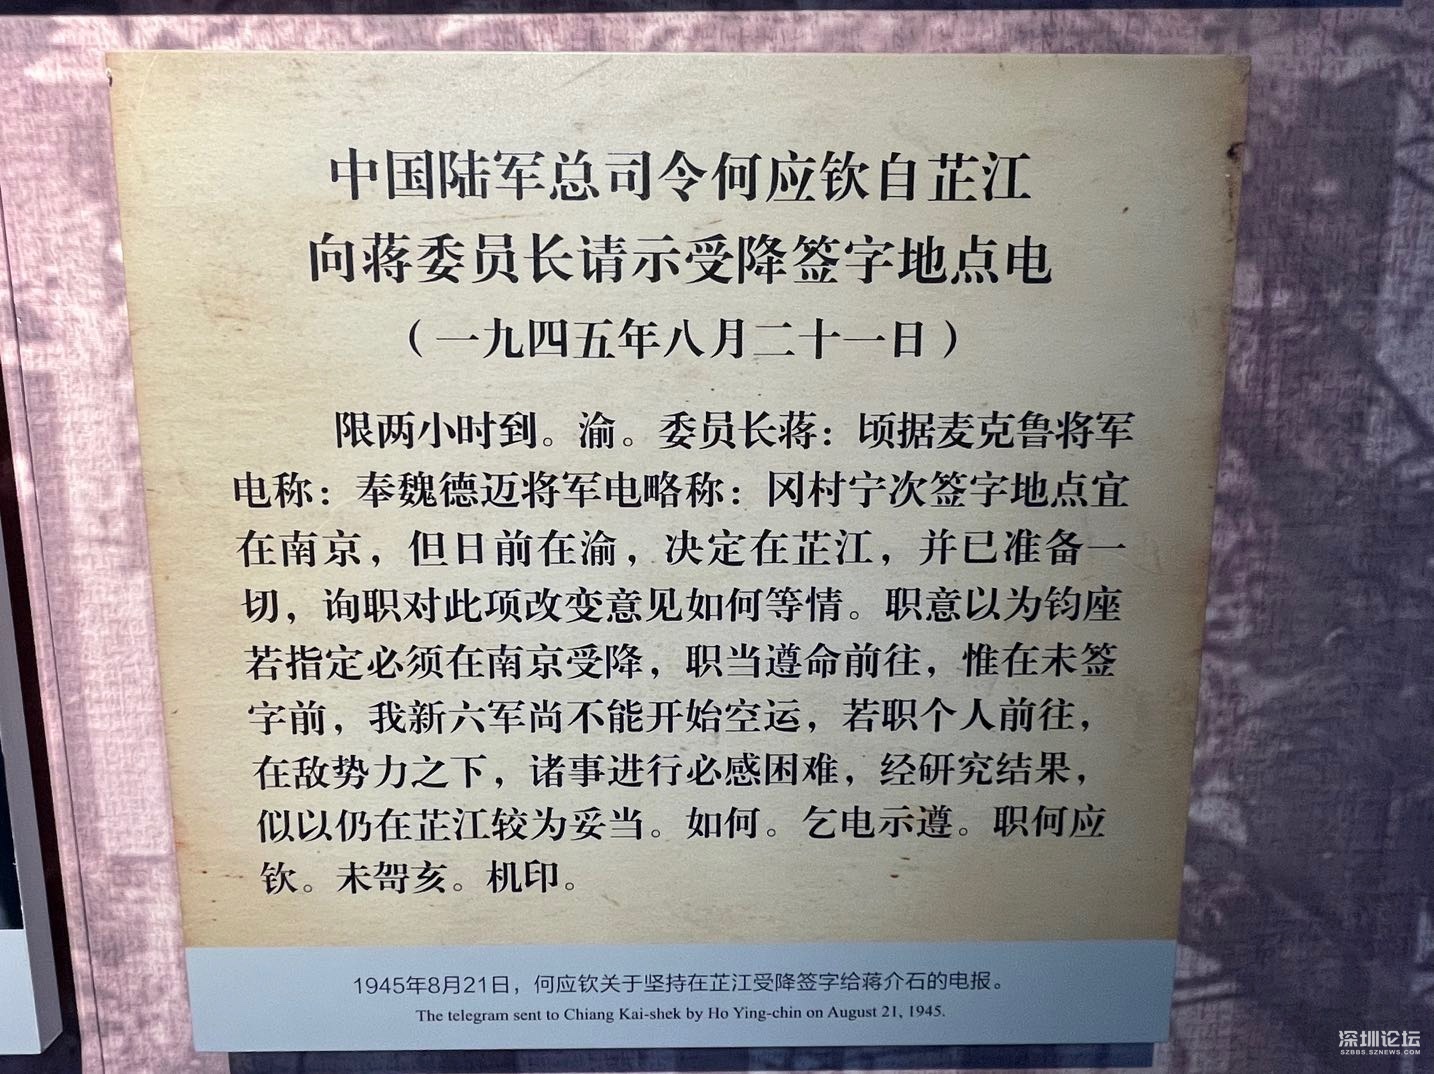 中国陆军总司令何应钦自芷江
向蒋委员长请示受降签字地点电
（一九四五年八月二十一日）
限两小时到。渝。委员长蒋：顷据麦克鲁将军
电称：奉魏德迈将军电略称：冈村宁次签字地点宜
在南京，但日前在渝，决定在芷江，并已准备一
切，询职对此项改变意见如何等情。职意以为钧座
若指定必须在南京受降，职当遵命前往，惟在未签
字前，我新六军尚不能开始空运，若职个人前往，
在敌势力之下，诸事进行必感困难，经研究结果，
似以仍在芷江较为妥当。如何。乞电示遵。职何应
钦。未哿亥。机印。
1945年8月21日，何应钦关于坚持在芷江受降签字给蒋介石的电报。
The telegram sent to Chiang Kai-shek by Ho Ying-chin on August 21, 1945.
深圳论坛
SZBBS.SZNEWS.COM